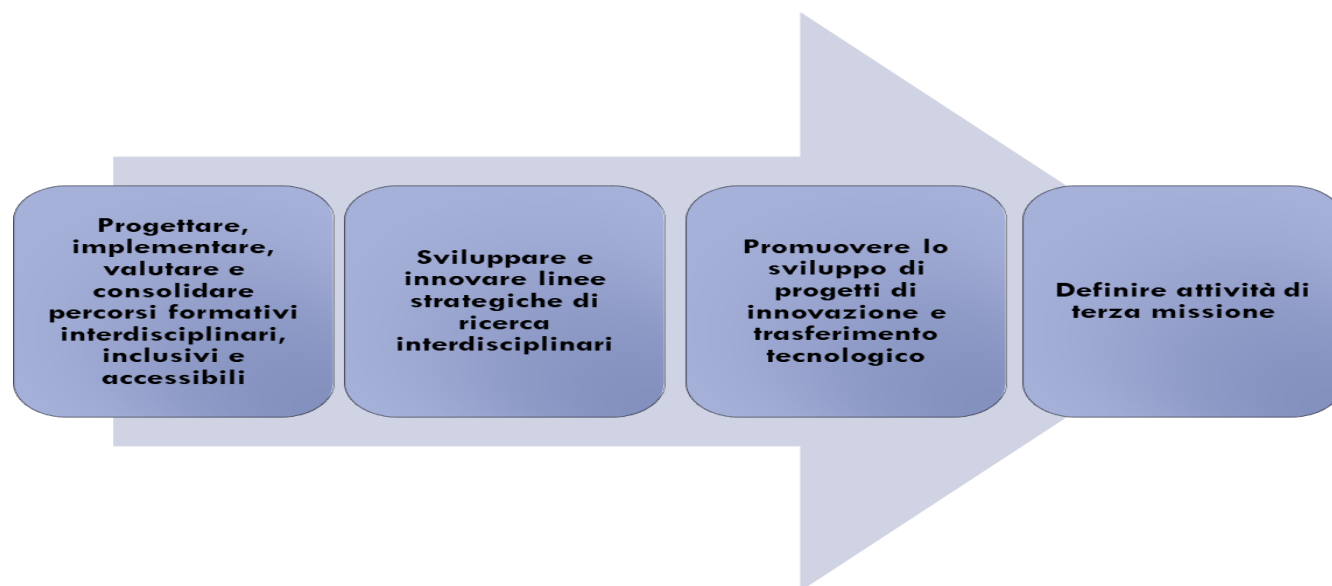 Progettare,
implementare,
valutare e
consolidare
percorsi formativi
interdisciplinari,
inclusivi e
accessibili
Sviluppare e
innovare linee
strategiche di
ricerca
interdisciplinari
Promuovere lo
sviluppo di
progetti di
innovazione e
trasferimento
tecnologico
Definire attività di
terza missione